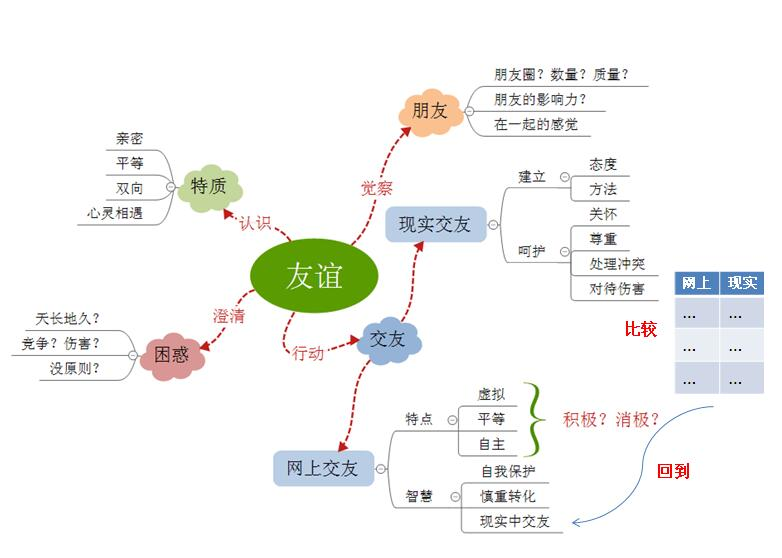 友谊
觉察
朋友
朋友圈？数量？质量？
朋友的影响力？
在一起的感觉
认识
特质
亲密
平等
双向
心灵相遇
澄清
困惑
天长地久？
竞争？伤害？
没原则？
行动
交友
现实交友
建立
态度
方法
呵护
关怀
尊重
处理冲突
对待伤害
网上交友
特点
虚拟
平等
自主
积极？消极？
智慧
自我保护
慎重转化
现实中交友
比较
网上 现实
... ...
... ...
... ...
回到